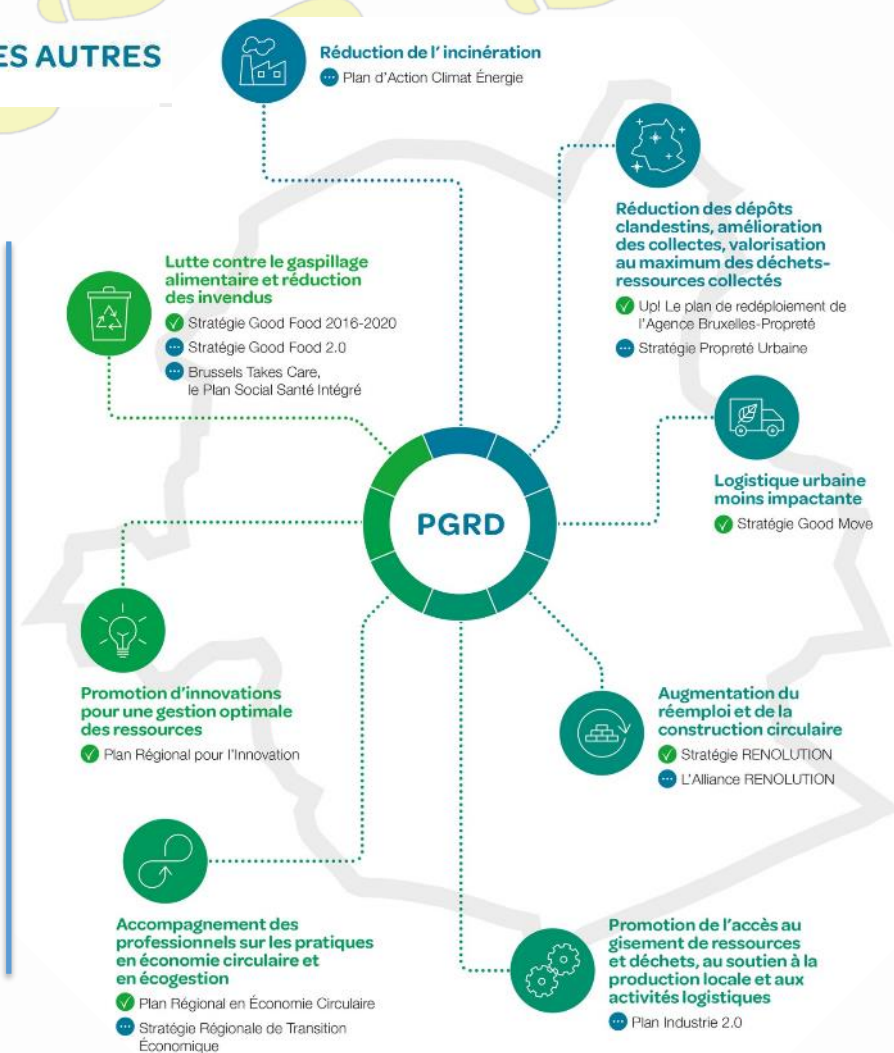 ES AUTRES
Réduction de l'incinération
Plan d'Action Climat Énergie
Réduction des dépôts
clandestins, amélioration
des collectes, valorisation
au maximum des déchets-
ressources collectés
Up! Le plan de redéploiement de
l'Agence Bruxelles-Propreté
Stratégie Propreté Urbaine
Lutte contre le gaspillage
alimentaire et réduction
des invendus
Stratégie Good Food 2016-2020
Stratégie Good Food 2.0
Brussels Takes Care,
le Plan Social Santé Intégré
Logistique urbaine
moins impactante
Stratégie Good Move
PGRD
Promotion d'innovations
pour une gestion optimale
des ressources
Plan Régional pour l'Innovation
Augmentation du
réemploi et de la
construction circulaire
Stratégie RENOLUTION
L'Alliance RENOLUTION
Accompagnement des
professionnels sur les pratiques
en économie circulaire et
en écogestion
Plan Régional en Économie Circulaire
Stratégie Régionale de Transition
Économique
Promotion de l'accès au
gisement de ressources
et déchets, au soutien à la
production locale et aux
activités logistiques
Plan Industrie 2.0